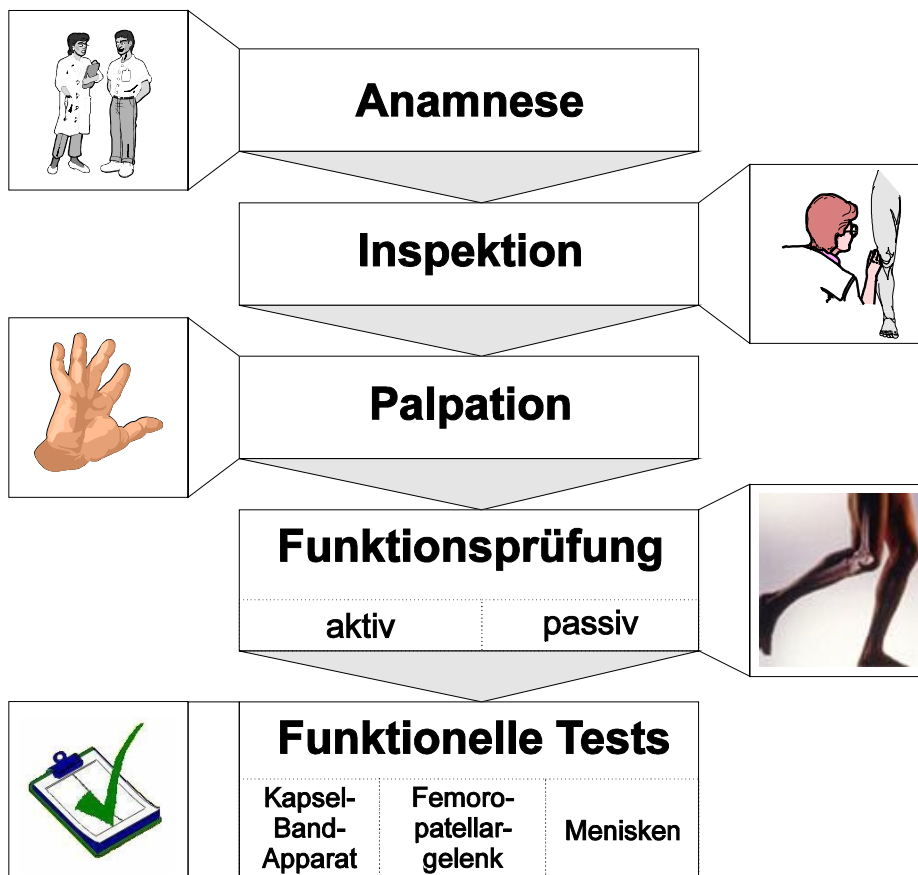 Anamnese
Inspektion
Palpation
Funktionsprüfung
aktiv
passiv
Funktionelle Tests
Kapsel-
Band-
Apparat
Femoro-
patellar-
gelenk
Menisken